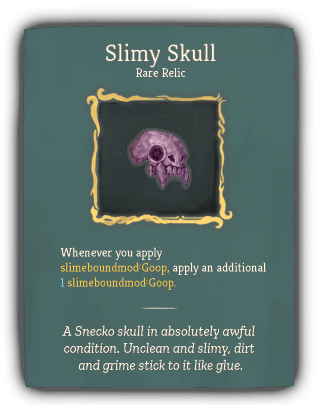 Slimy Skull
Rare Relic
Whenever you apply
slimeboundmod:Goop, apply an additional
1 slimeboundmod:Goop.
A Snecko skull in absolutely awful
condition. Unclean and slimy, dirt
and grime stick to it like glue.